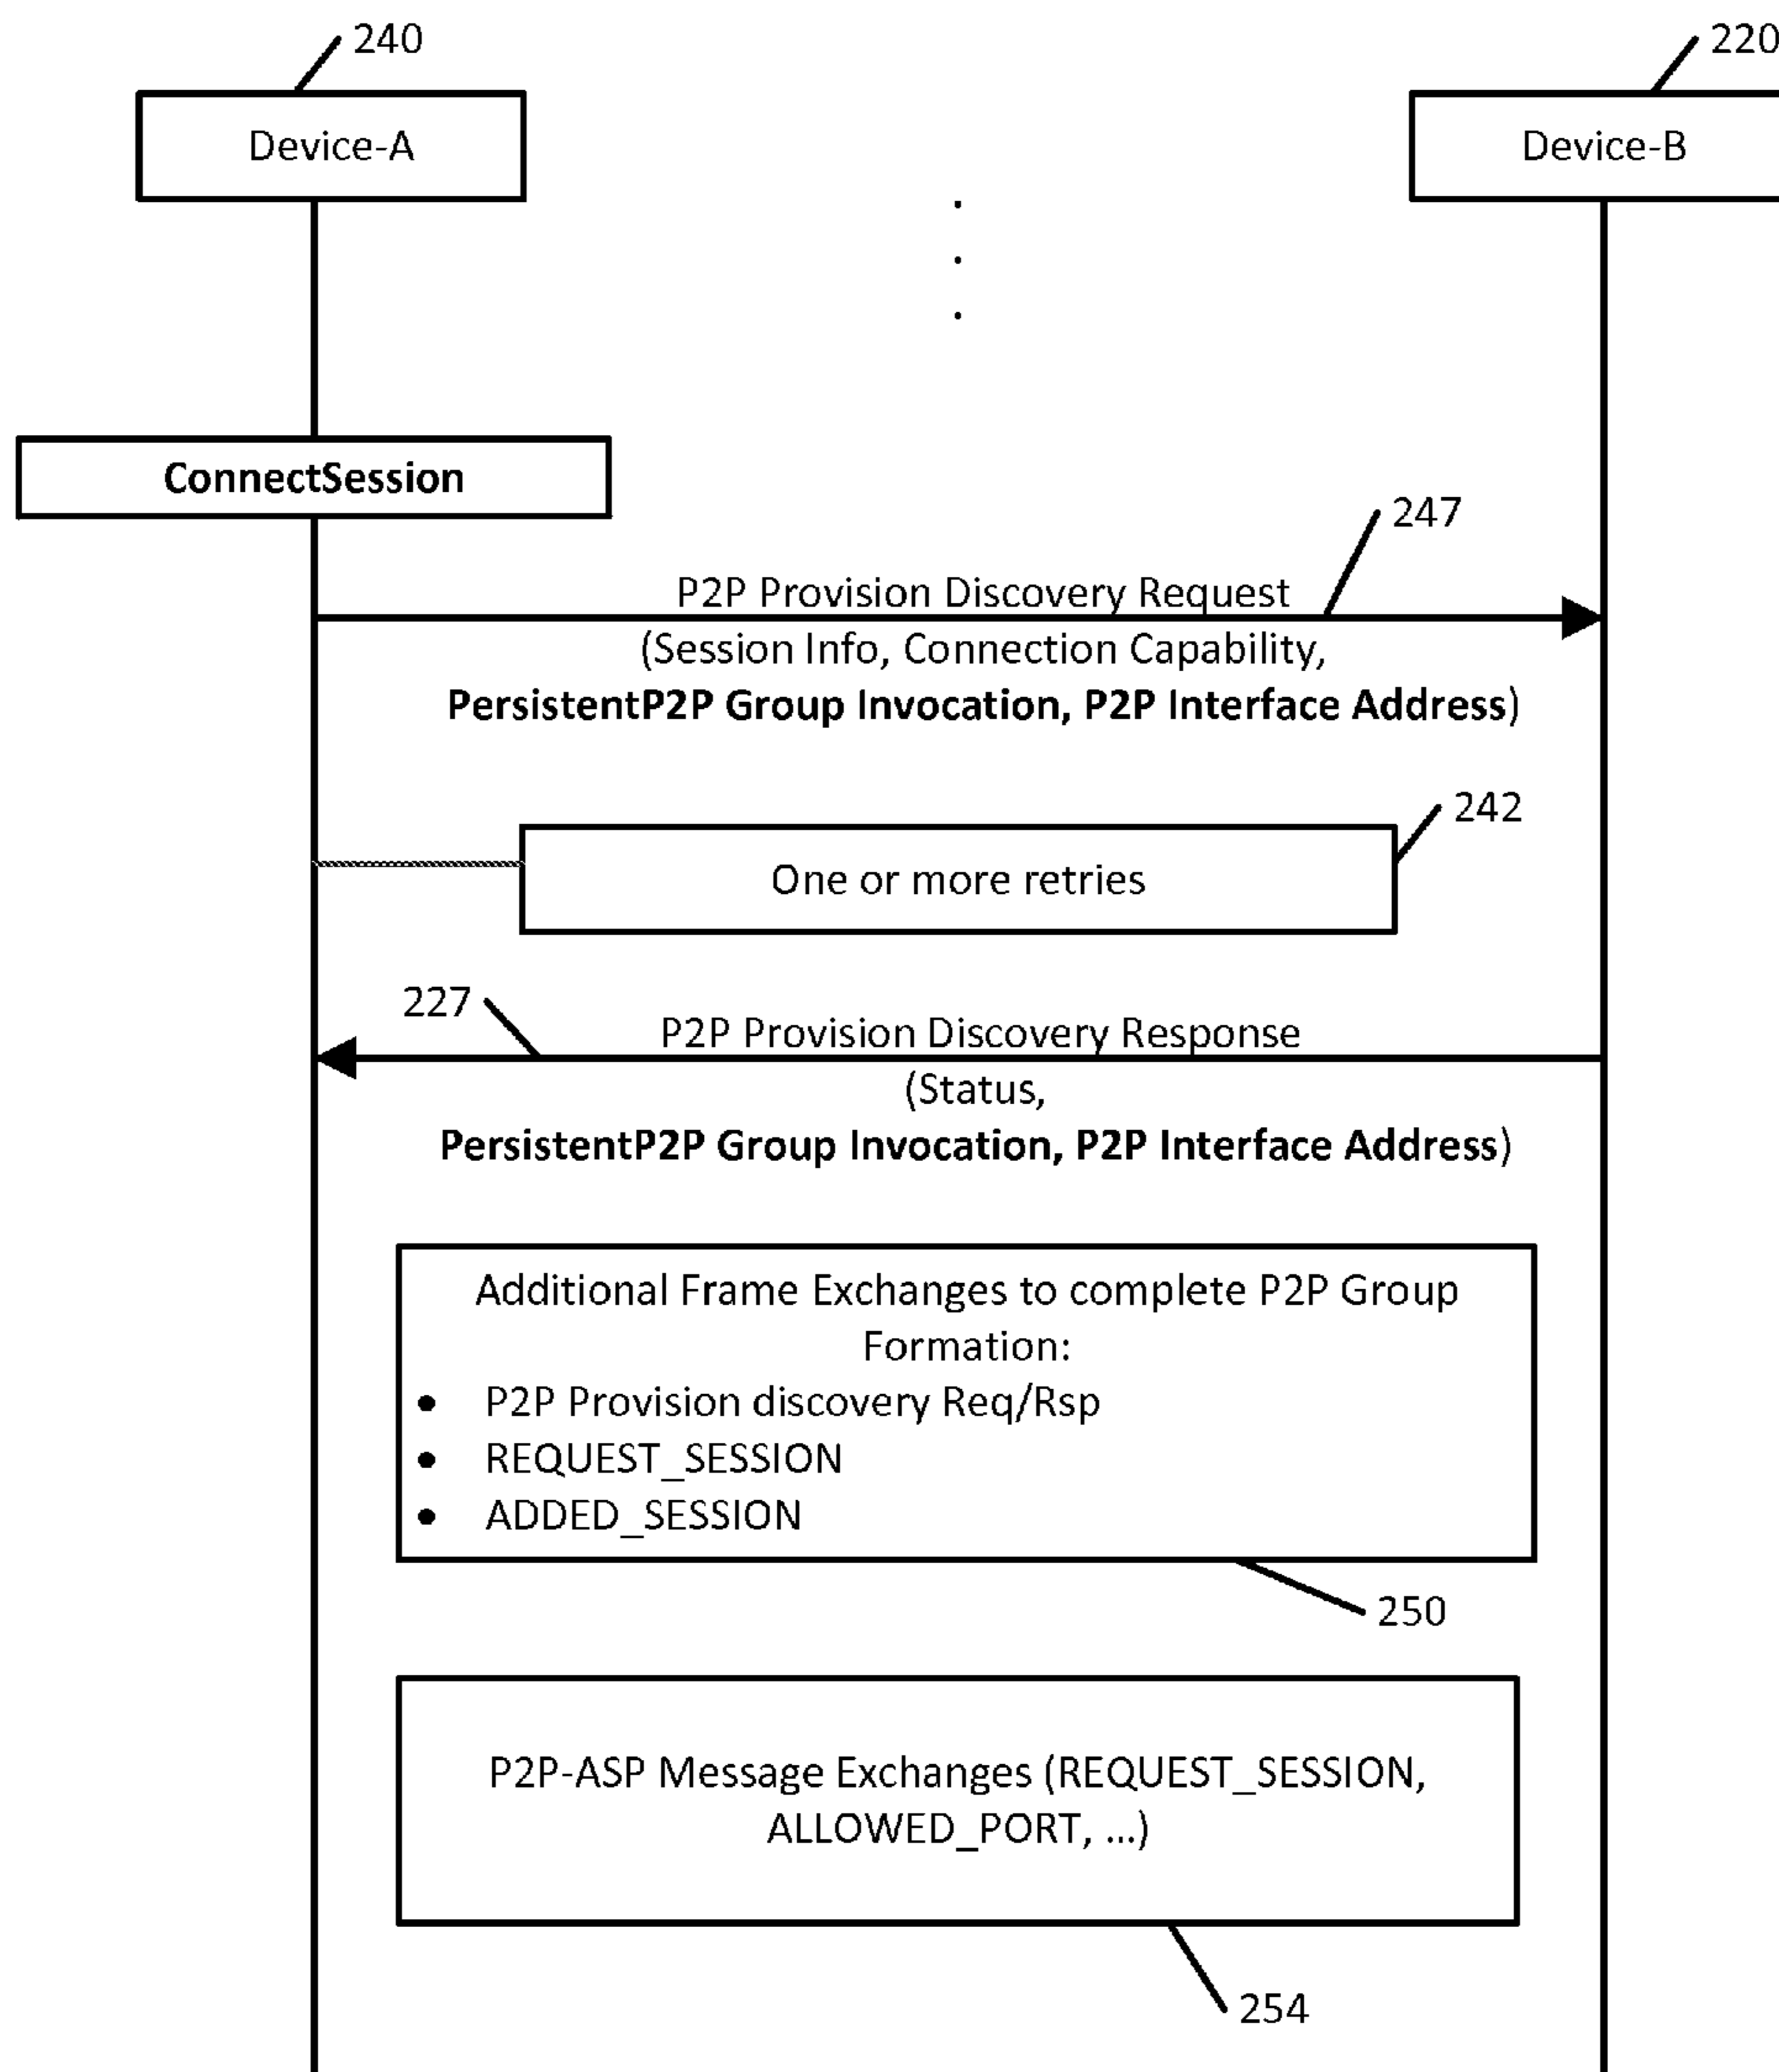 240
220
Device-A
Device-B
ConnectSession
247
P2P Provision Discovery Request
(Session Info, Connection Capability,
PersistentP2P Group Invocation, P2P Interface Address)
242
One or more retries
227
P2P Provision Discovery Response
(Status,
PersistentP2P Group Invocation, P2P Interface Address)
Additional Frame Exchanges to complete P2P Group
Formation:
• P2P Provision discovery Req/Rsp
• REQUEST_SESSION
• ADDED_SESSION
250
P2P-ASP Message Exchanges (REQUEST_SESSION,
ALLOWED_PORT, ...)
254